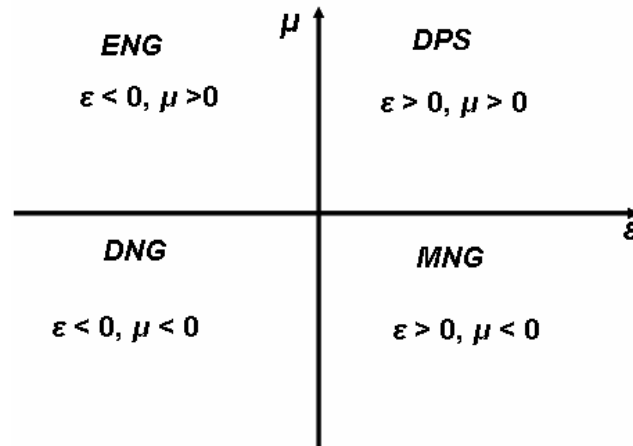 μ
ENG
ε < 0, μ >0
DPS
ε > 0, μ > 0
ε
DNG
ε < 0, μ < 0
MNG
ε > 0, μ < 0